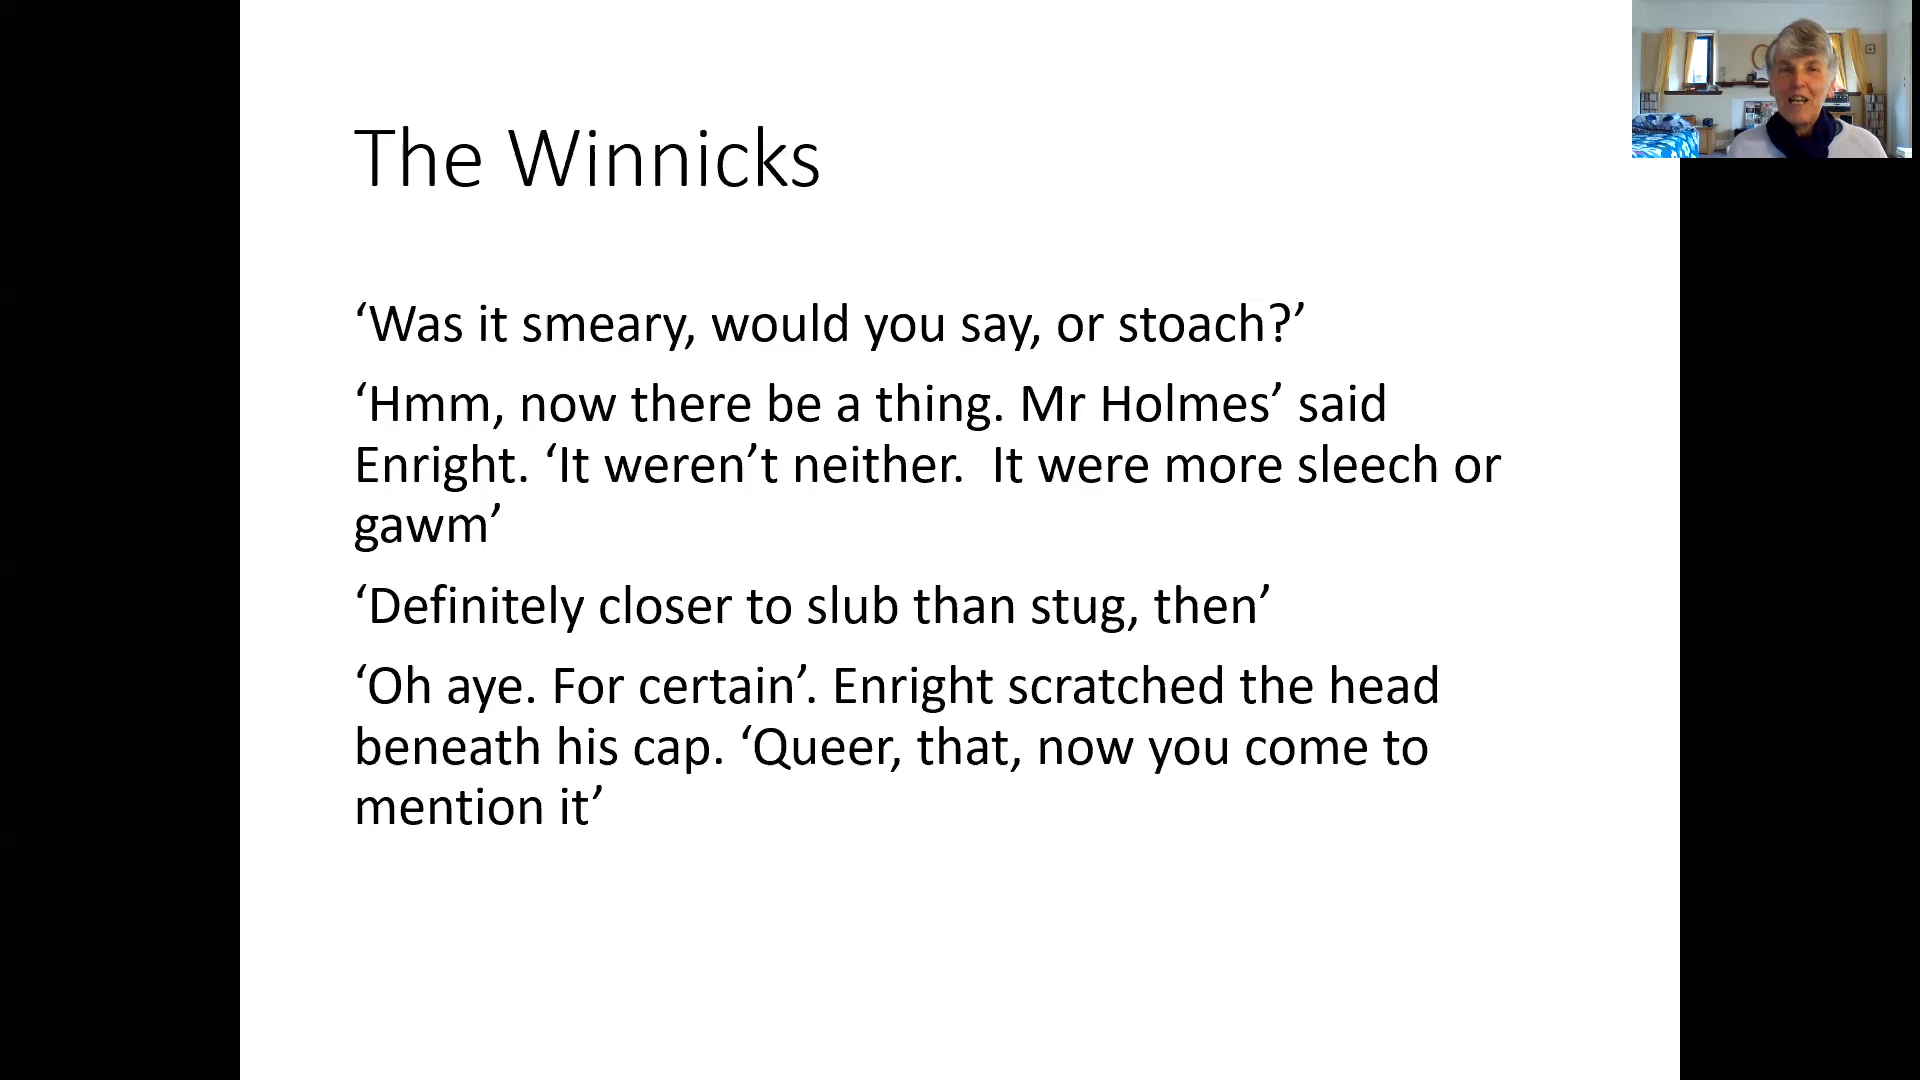 The Winnicks
‘Was it smeary, would you say, or stoach?’
‘Hmm, now there be a thing. Mr Holmes’ said
Enright. ‘It weren’t neither.  It were more sleech or
gawm’
‘Definitely closer to slub than stug, then’
‘Oh aye. For certain’. Enright scratched the head
beneath his cap. ‘Queer, that, now you come to
mention it’